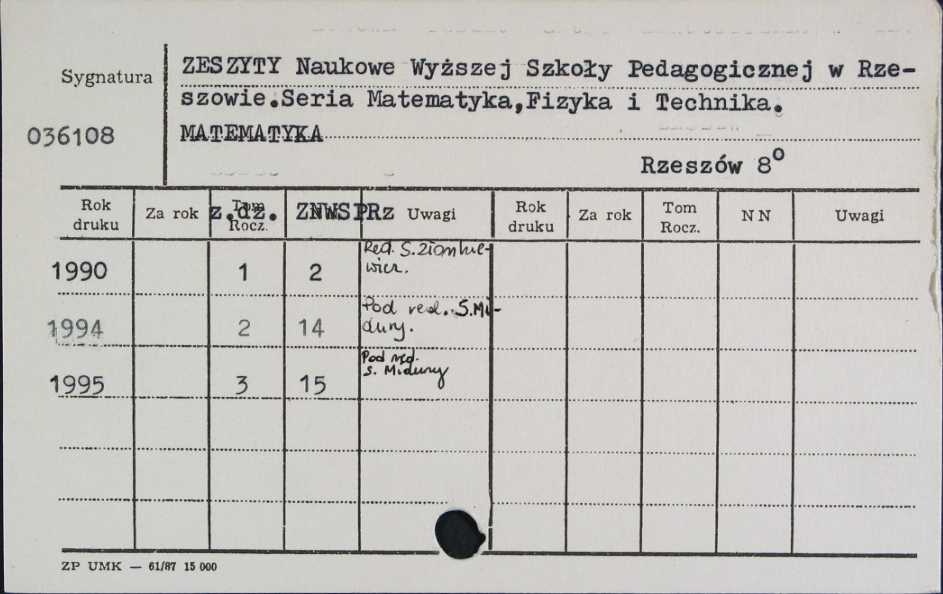 Sygnatura
036108
ZESZYTY Naukowe Wyższej Szkoły Pedagogicznej w Rze-
szowie.Seria Matematyka,Fizyka i Technika.
MATEMATYKA
Rzeszów 8°
Rok druku Za rok Tom Rocz. z.dz. ZNWSPRz Uwagi Rok druku Za rok Tom Rocz. NN Uwagi
1990 1 2 Red. S. Ziomkie-
wicz.
1994 2 14 Pod red. S.Mi-
dury.
1995 3 15 Pod red.
S. Midury
ZP UMK — 61/87 15 000